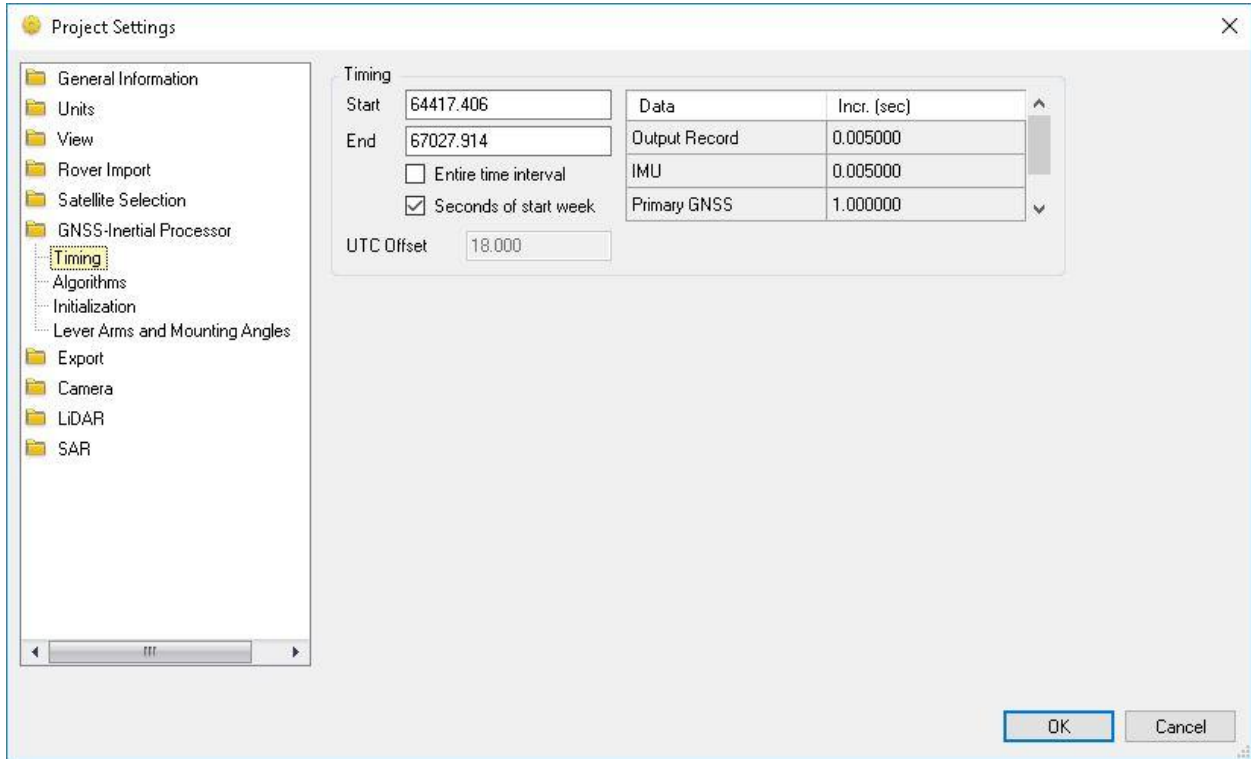 Project Settings
General Information
Units
View
Rover Import
Satellite Selection
GNSS-Inertial Processor
Timing
Algorithms
Initialization
Lever Arms and Mounting Angles
Export
Camera
LiDAR
SAR
Timing
Start 64417.406
End 67027.914
Entire time interval
Seconds of start week
UTC Offset 18.000
Data Incr. (sec)
Output Record 0.005000
IMU 0.005000
Primary GNSS 1.000000
OK Cancel